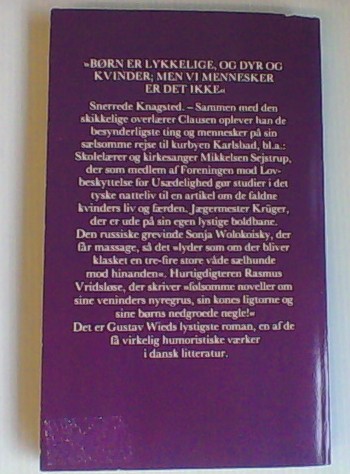 »BØRN ER LYKKELIGE, OG DYR OG
KVINDER; MEN VI MENNESKER
ER DET IKKE«
Snerrede Knagsted. – Sammen med den
skikkelige overlærer Clausen oplever han de
besynderligste ting og mennesker på sin
sælsomme rejse til kurbyen Karlsbad, bl.a.:
Skolelærer og kirkesanger Mikkelsen Sejstrup,
der som medlem af Foreningen mod Lov-
beskyttelse for Usædelighed gør studier i det
tyske natteliv til en artikel om de faldne
kvinders liv og færden. Jægermester Krüger,
der er ude på sin egen lystige boldbane.
Den russiske grevinde Sonja Wolokoisky, der
får massage, så det »lyder som om der bliver
klasket en tre-fire store våde sælhunde
mod hinanden«. Hurtigdigteren Rasmus
Vridsløse, der skriver »følsomme noveller om
sine veninders nyregrus, sin kones ligtorne og
sine børns nedgroede negle!«
Det er Gustav Wieds lystigste roman, en af de
få virkelig humoristiske værker
i dansk litteratur.